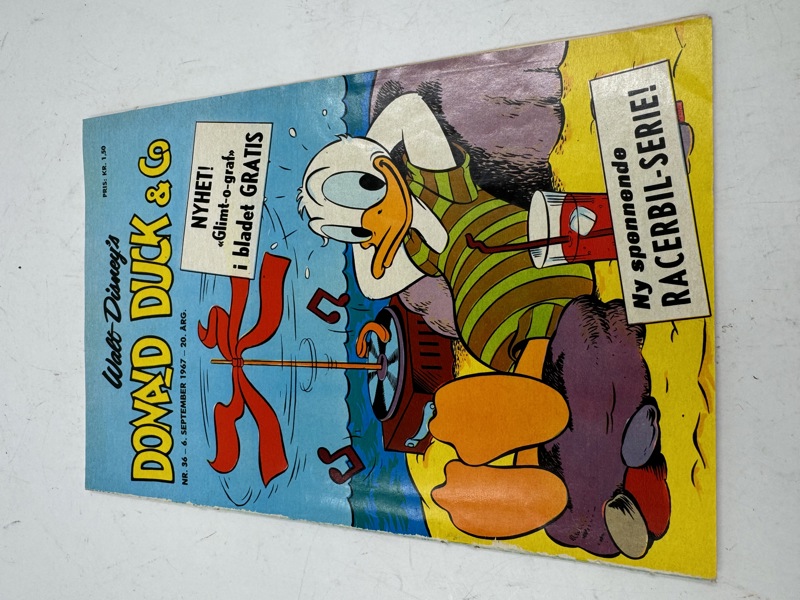 PRIS: KR. 1,50
Walt Disney's
DONALD DUCK & Co
NR. 36 – 6. SEPTEMBER 1967 – 20. ÅRG.
NYHET!
«Glimt-o-graf»
i bladet GRATIS
Ny spennende
RACERBIL-SERIE!